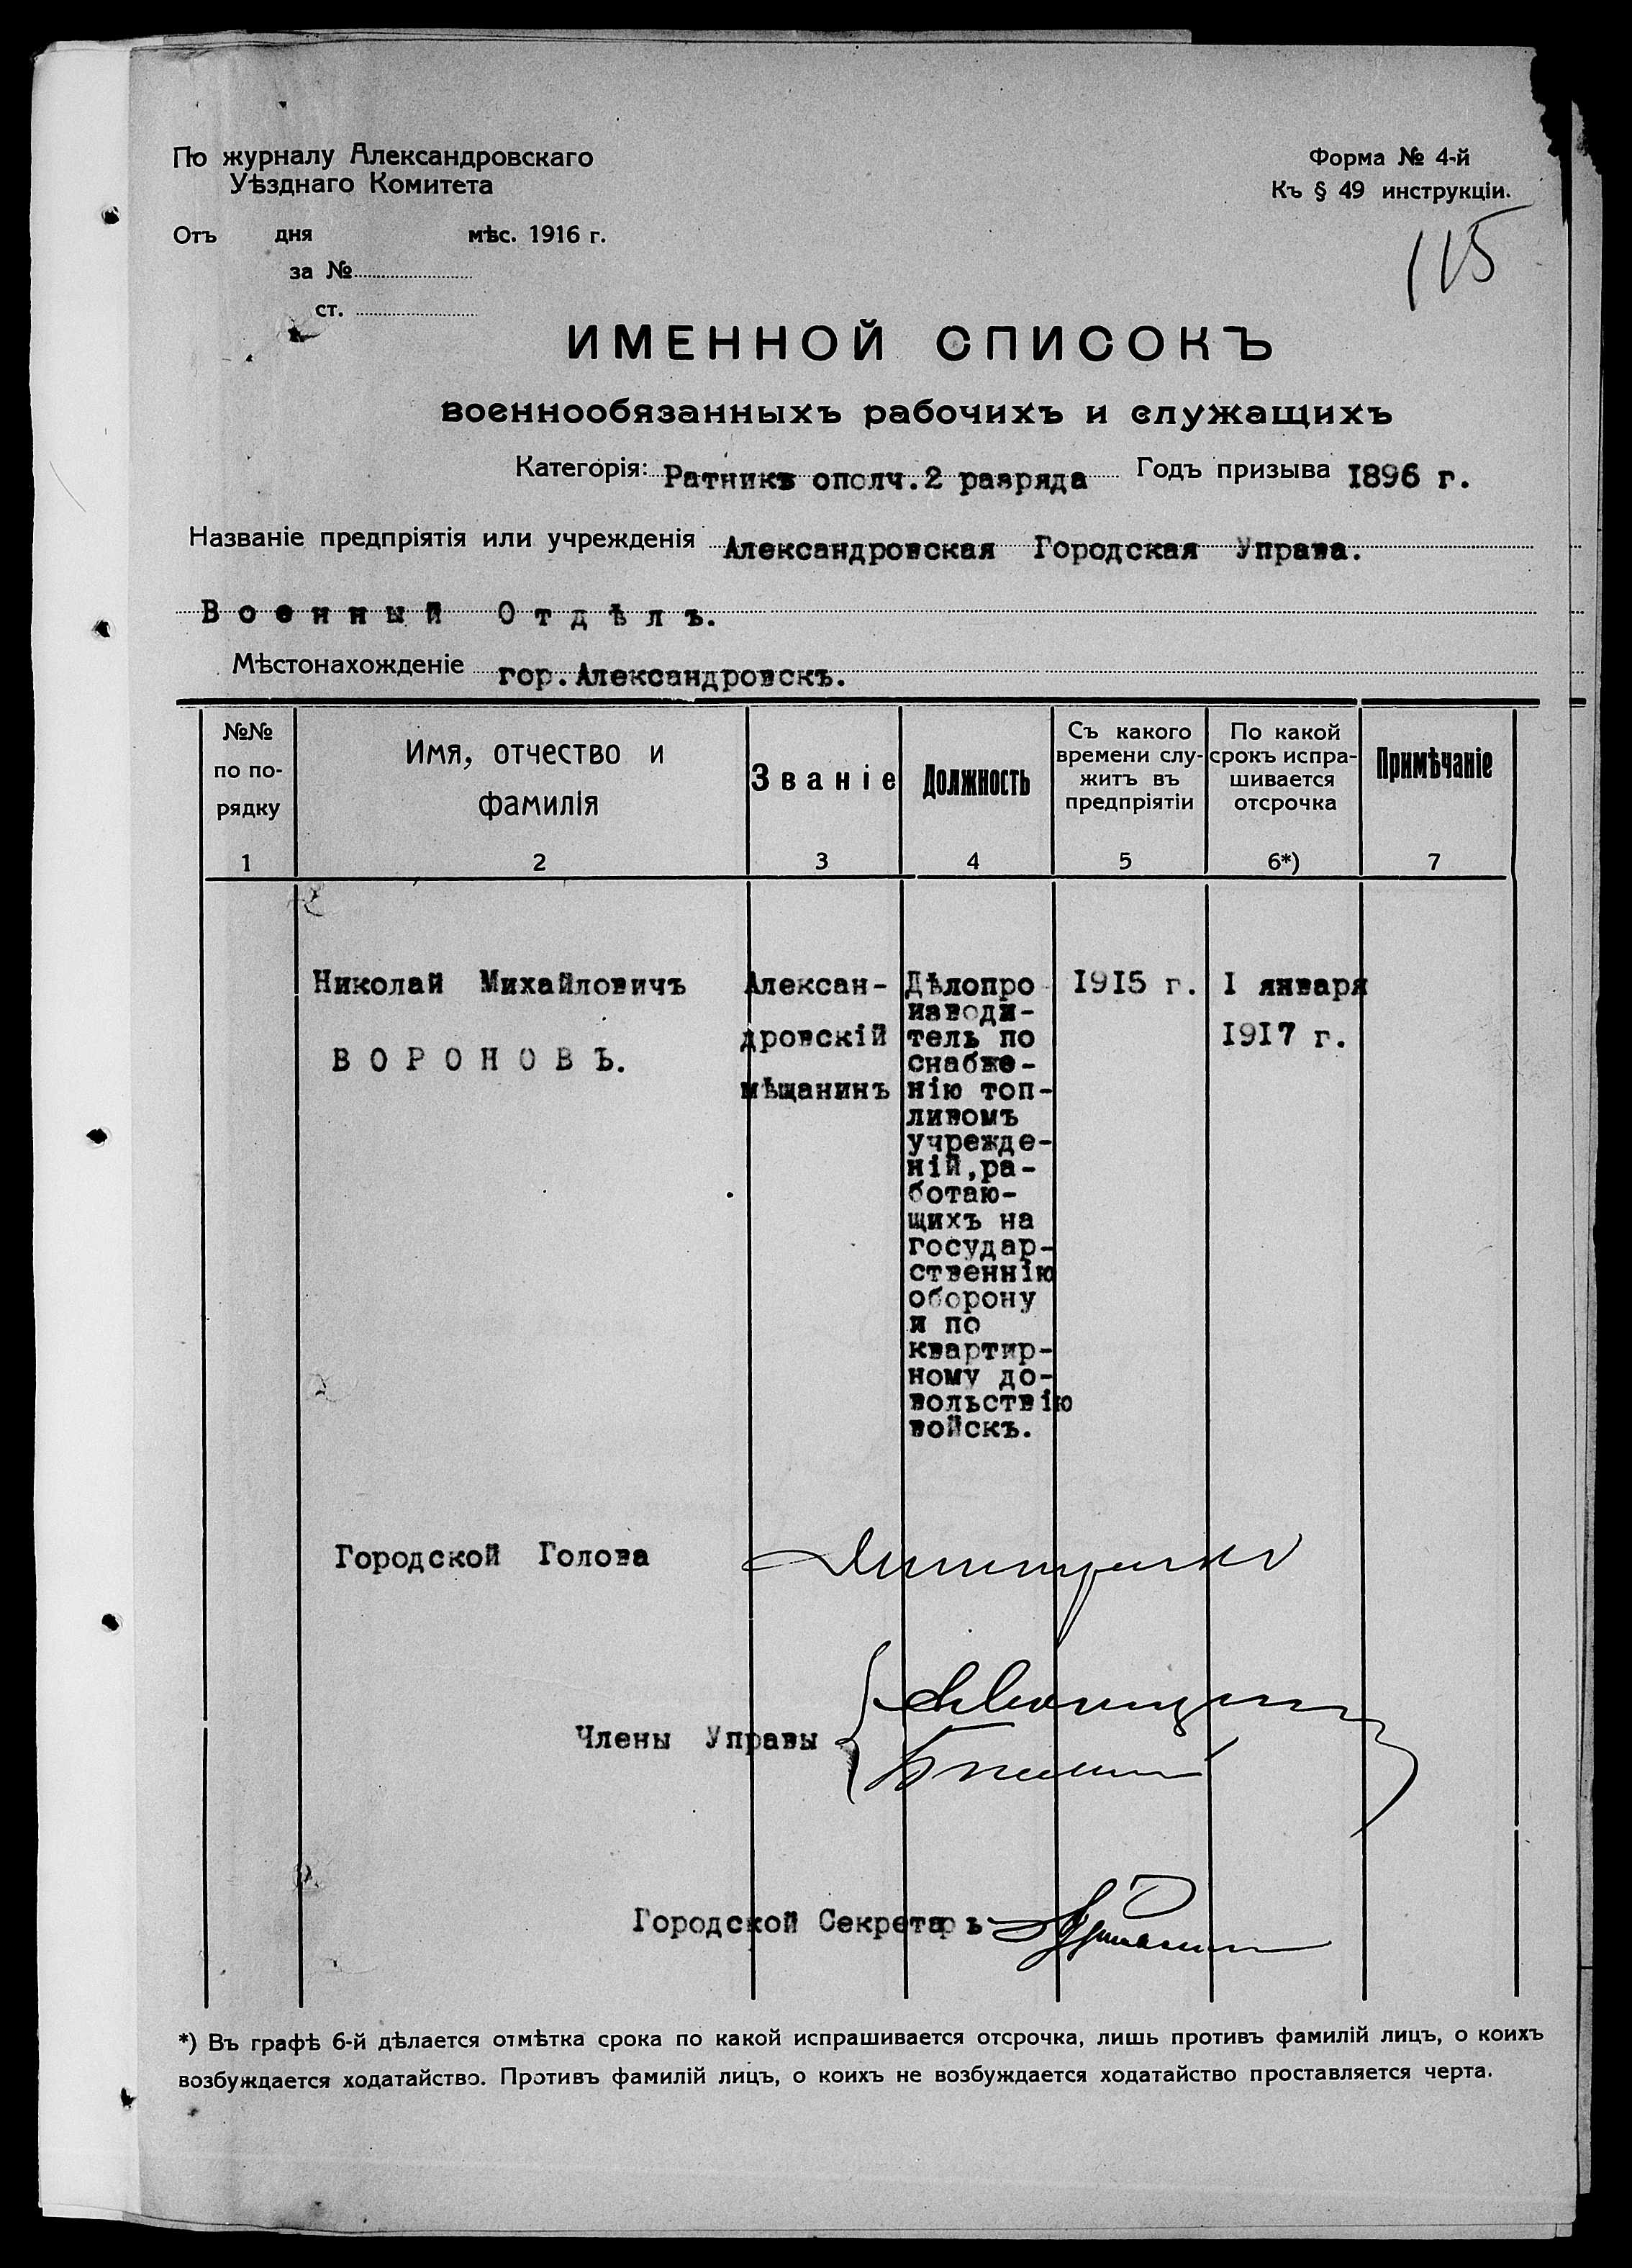 По журналу Александровскаго
Уѣзднаго Комитета
Отъ дня мѣс. 1916 г.
за №
ст.
Форма № 4-й
Къ § 49 инструкціи.
115
ИМЕННОЙ СПИСОКЪ
военнообязанныхъ рабочихъ и служащихъ
Категорія: Ратникъ ополч.2 разряда Годъ призыва 1896 г.
Названіе предпріятія или учрежденія Александровская Городская Управа.
Военный Отдѣлъ.
Мѣстонахожденіе гор.Александровскъ.
№№
по по-
рядку
1
Имя, отчество и
фамилія
2
Званіе
3
Должность
4
Съ какого
времени слу-
житъ въ
предпріятіи
5
По какой
срокъ испра-
шивается
отсрочка
6*)
Примѣчаніе
7
Николай Михайловичъ
ВОРОНОВЪ.
Алексан-
дровскій
мѣщанинъ
Дѣлопро
изводи-
тель по
снабже-
нію топ-
ливомъ
учрежде-
ній,ра-
ботаю-
щихъ на
государ-
ственнію
оборону
и по
квартир-
ному до-
вольствію
войскъ.
1915 г.
1 января
1917 г.
Городской Голова
Члены Управы
Городской Секретарь
*) Въ графѣ 6-й дѣлается отмѣтка срока по какой испрашивается отсрочка, лишь противъ фамилій лицъ, о коихъ
возбуждается ходатайство. Противъ фамилій лицъ, о коихъ не возбуждается ходатайство проставляется черта.